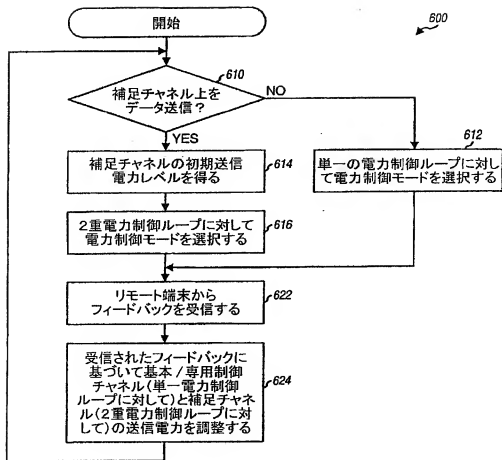 開始
600
610
補足チャネル上を
データ送信？
NO
YES
612
単一の電力制御ループに対し
て電力制御モードを選択する
補足チャネルの初期送信
電力レベルを得る
614
2重電力制御ループに対して
電力制御モードを選択する
616
リモート端末から
フィードバックを受信する
622
受信されたフィードバックに
基づいて基本／専用制御
チャネル(単一電力制御
ループに対して)と補足チャ
ネル(2重電力制御ループに対し
て)の送信電力を調整する
624